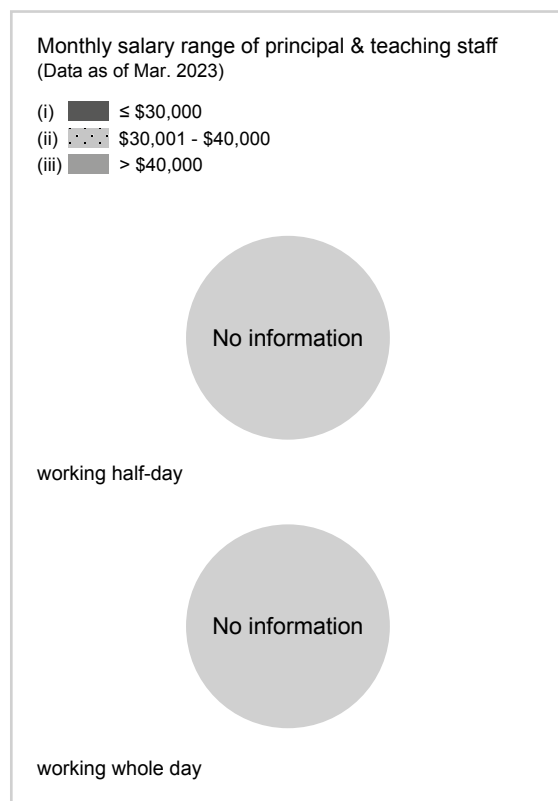 Monthly salary range of principal & teaching staff
(Data as of Mar. 2023)
(i) ≤ $30,000
(ii) $30,001 - $40,000
(iii) > $40,000
No information
working half-day
No information
working whole day